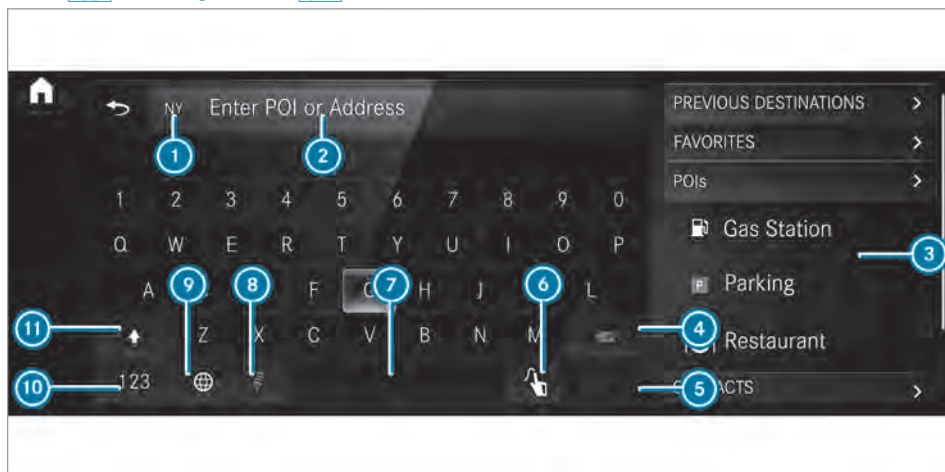 NY Enter POI or Address
PREVIOUS DESTINATIONS >
FAVORITES >
POIs >
1 2
1 2 3 4 5 6 7 8 9 0
Q W E R T Y U I O P
Gas Station
3
A 9 8 F 7 H J 6 L
P Parking
11 Z X C V B N M 4
Restaurant
10 123 5 ACTS >